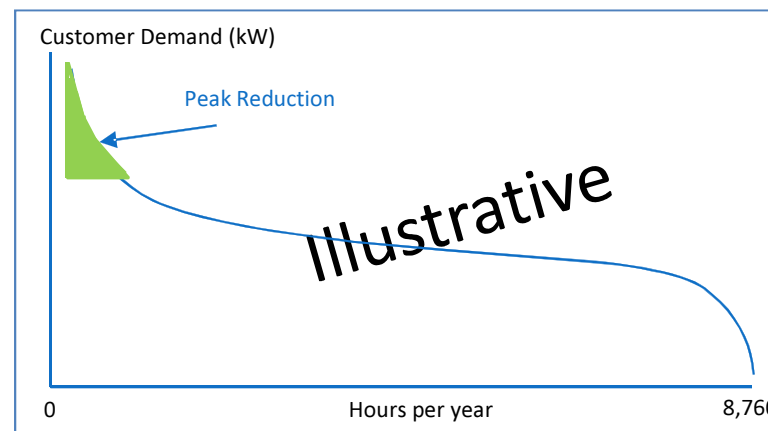 Customer Demand (kW)
Peak Reduction
Illustrative
0
Hours per year
8,760